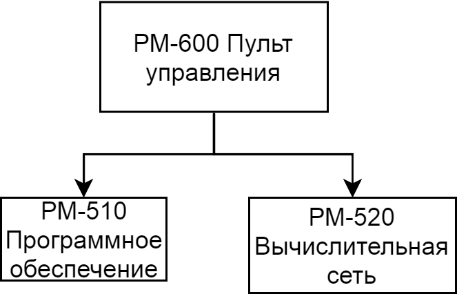 РМ-600 Пульт
управления
РМ-510
Программное
обеспечение
РМ-520
Вычислительная
сеть